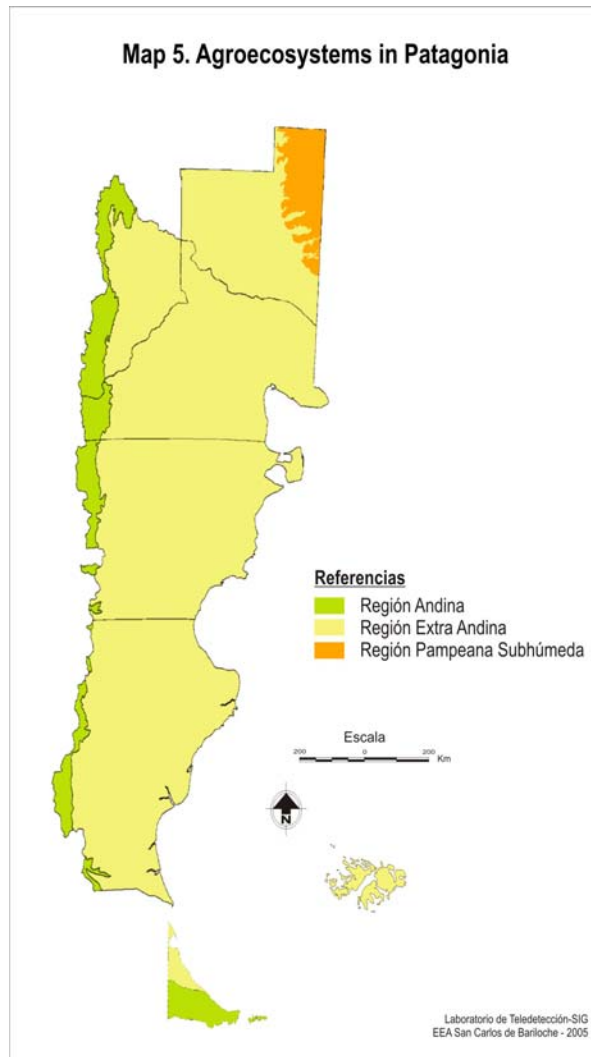 Map 5. Agroecosystems in Patagonia
Referencias
Región Andina
Región Extra Andina
Región Pampeana Subhúmeda
Escala
200 0 200
Km
N
Laboratorio de Teledetección-SIG
EEA San Carlos de Bariloche - 2005